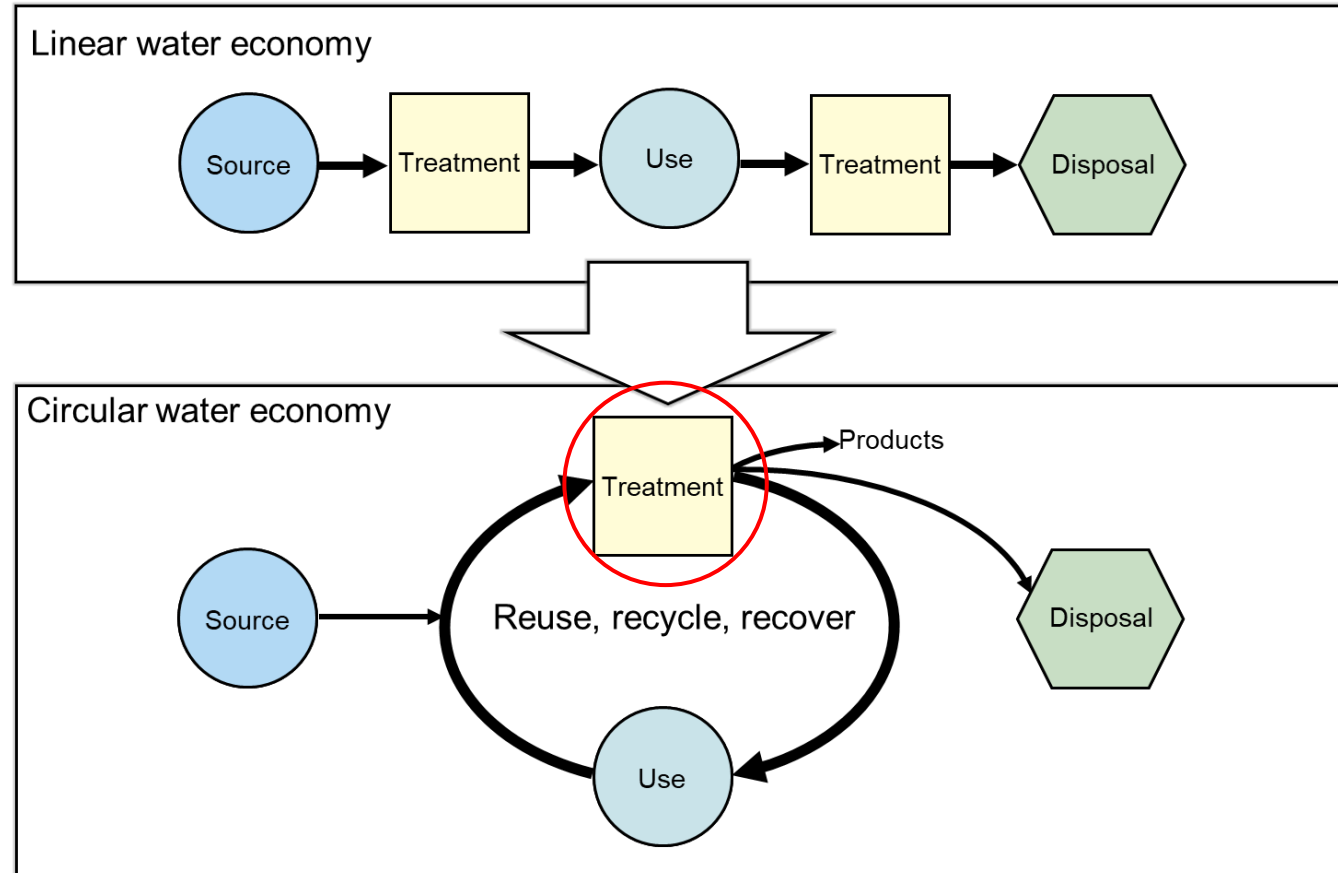 Linear water economy
Source
Treatment
Use
Treatment
Disposal
Circular water economy
Products
Treatment
Source
Reuse, recycle, recover
Disposal
Use